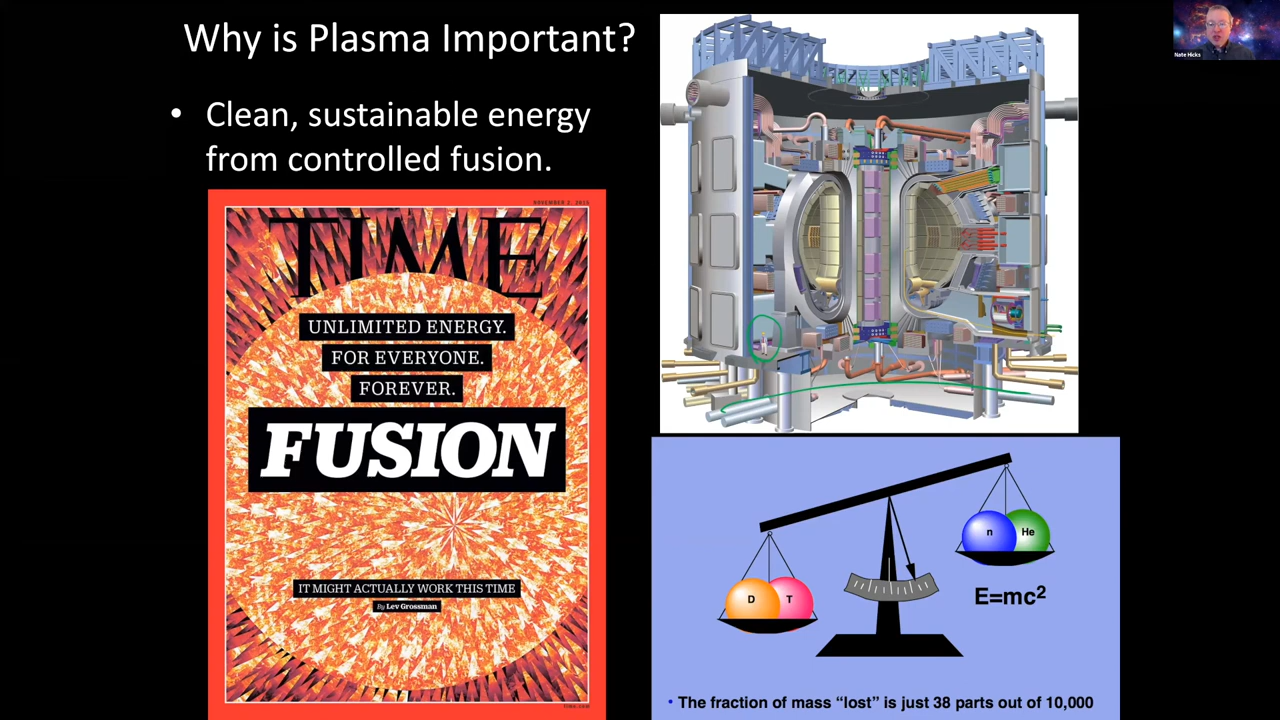 Why is Plasma Important?
• Clean, sustainable energy
from controlled fusion.
NOVEMBER 2, 2015
TIME
UNLIMITED ENERGY.
FOR EVERYONE.
FOREVER.
FUSION
IT MIGHT ACTUALLY WORK THIS TIME
By Lev Grossman
time.com
n He
D T
E=mc²
• The fraction of mass “lost” is just 38 parts out of 10,000
Nate Hicks